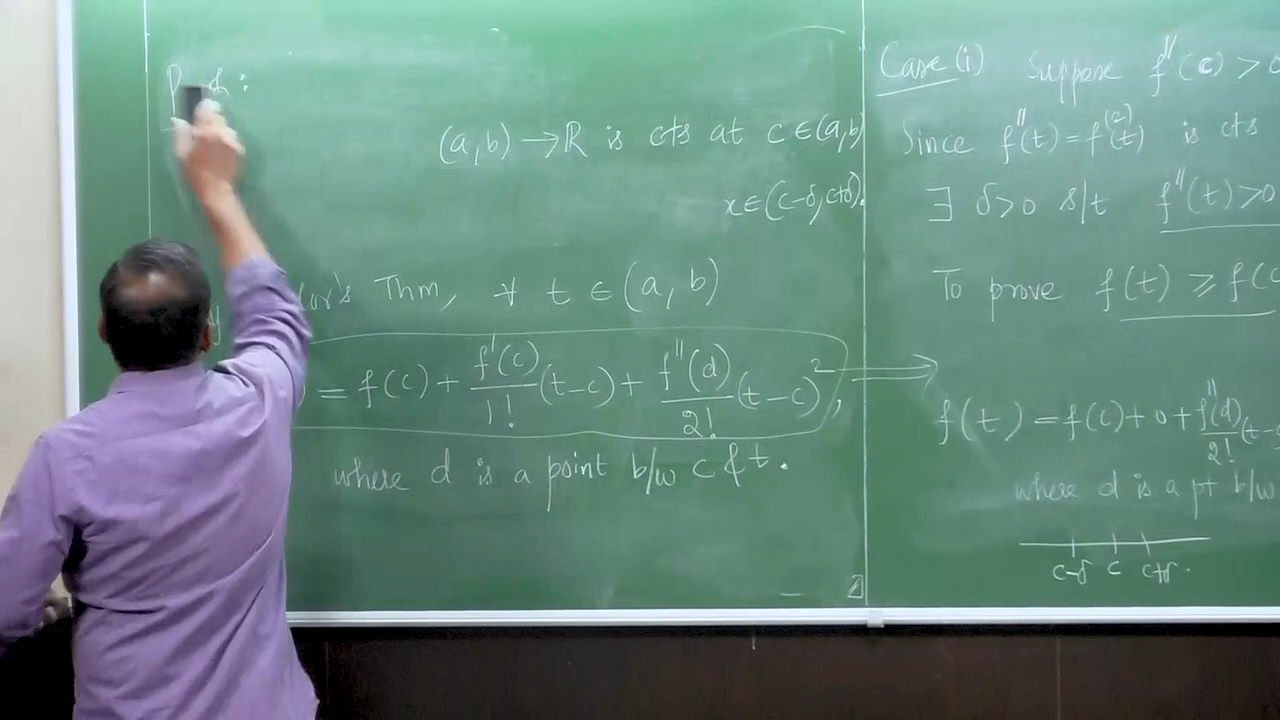 (a, b) → R is cts at c ∈ (a, b)
x ∈ (c-δ, c+δ).
lor's Thm, ∀ t ∈ (a, b)
= f(c) + f'(c)/1! (t-c) + f''(d)/2! (t-c)²,
where d is a point b/w c & t.
Case (i) Suppose f''(c) > 0
Since f''(t) = f⁽²⁾(t) is cts
∃ δ>0 s/t f''(t)>0
To prove f(t) ≥ f(c
f(t) = f(c) + 0 + f''(d)/2! (t-c
where d is a pt b/w
c-δ c c+δ.